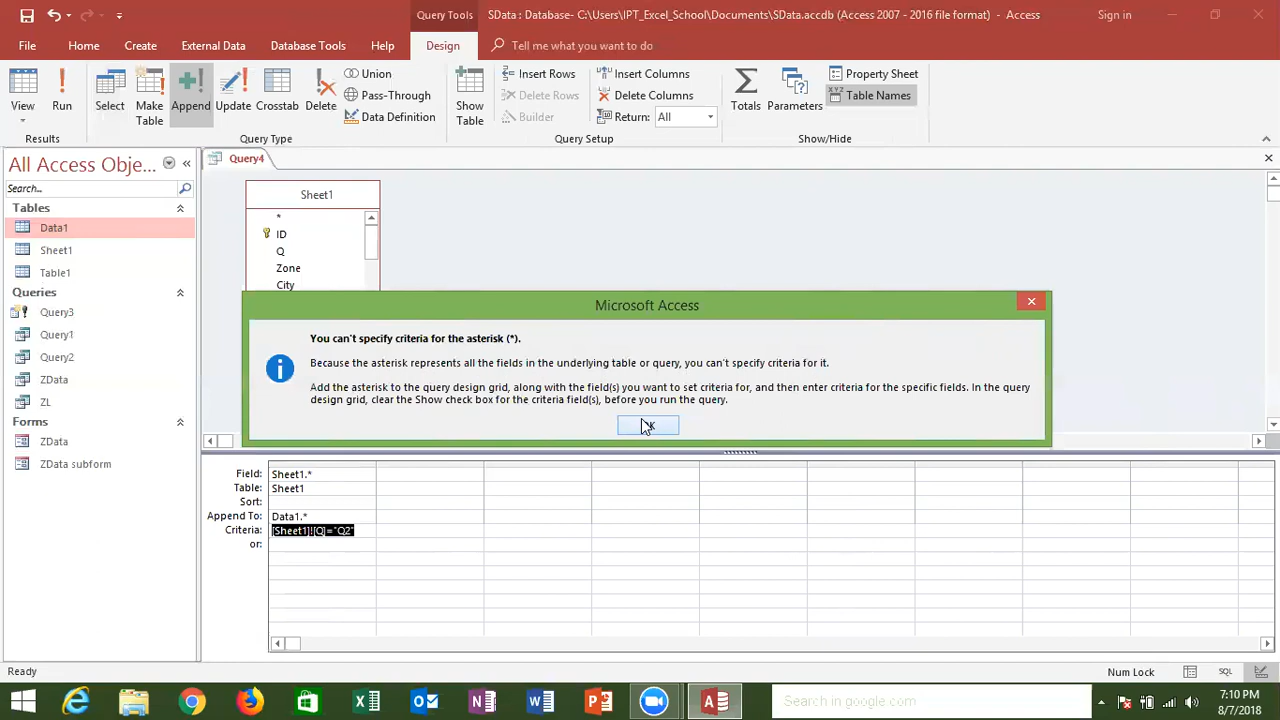 Query Tools
SData : Database- C:\Users\IPT_Excel_School\Documents\SData.accdb (Access 2007 - 2016 file format) - Access
Sign in
File Home Create External Data Database Tools Help Design Tell me what you want to do
View
Run
Select
Make Table
Append
Update
Crosstab
Delete
Union
Pass-Through
Data Definition
Show Table
Insert Rows
Delete Rows
Builder
Insert Columns
Delete Columns
Return: All
Totals
Parameters
Property Sheet
XYZ Table Names
Results Query Type Query Setup Show/Hide
All Access Obje...
Search...
Tables
Data1
Sheet1
Table1
Queries
Query3
Query1
Query2
ZData
ZL
Forms
ZData
ZData subform
Query4
Sheet1
*
ID
Q
Zone
City
Microsoft Access
You can't specify criteria for the asterisk (*).
Because the asterisk represents all the fields in the underlying table or query, you can't specify criteria for it.
Add the asterisk to the query design grid, along with the field(s) you want to set criteria for, and then enter criteria for the specific fields. In the query
design grid, clear the Show check box for the criteria field(s), before you run the query.
Field: Sheet1.*
Table: Sheet1
Sort:
Append To: Data1.*
Criteria: [Sheet1]![Q]="Q2"
or:
Ready
Num Lock
SQL
Search in google.com
7:10 PM
8/7/2018